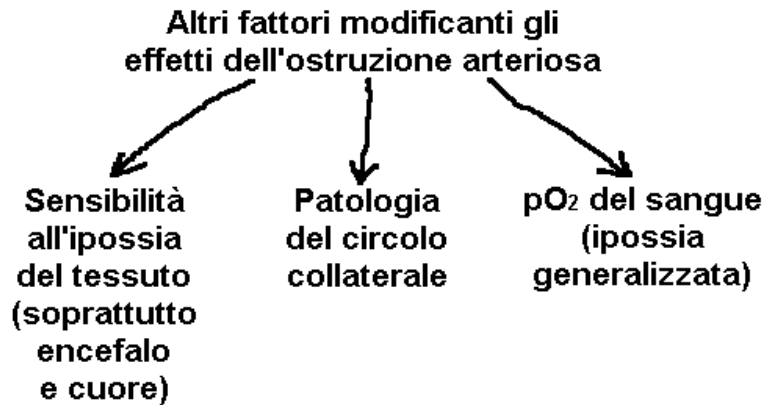 Altri fattori modificanti gli
effetti dell'ostruzione arteriosa
Sensibilità
all'ipossia
del tessuto
(soprattutto
encefalo
e cuore)
Patologia
del circolo
collaterale
pO₂ del sangue
(ipossia
generalizzata)